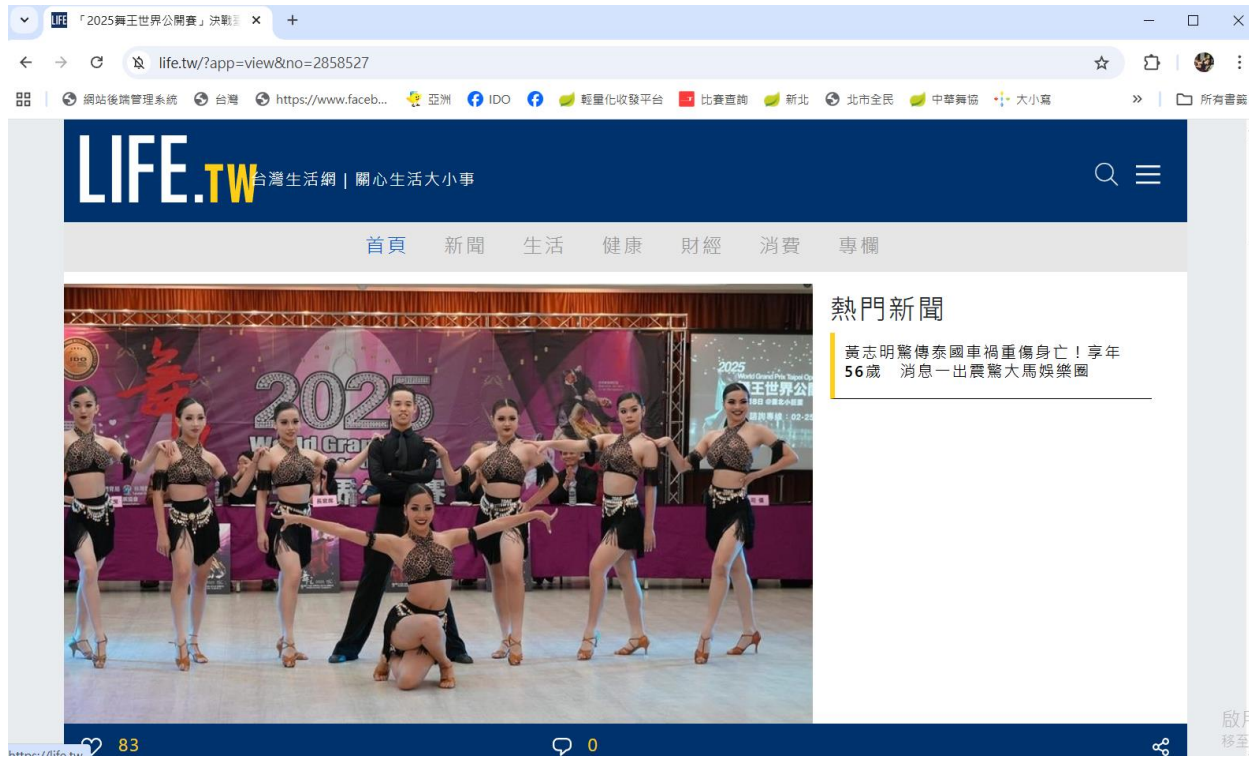 「2025舞王世界公開賽」決戰
life.tw/?app=view&no=2858527
網站後端管理系統 台灣 https://www.faceb... 亞洲 IDO 輕量化收發平台 比賽查詢 新北 北市全民 中華舞協 大小寫 » 所有書籤
LIFE.TW 台灣生活網 | 關心生活大小事
首頁 新聞 生活 健康 財經 消費 專欄
熱門新聞
黃志明驚傳泰國車禍重傷身亡！享年
56歲 消息一出震驚大馬娛樂圈
IDO
舞
2025
World Gra
2025
World Grand Prix Taipei Op
王世界公
83
0
https://life.tw